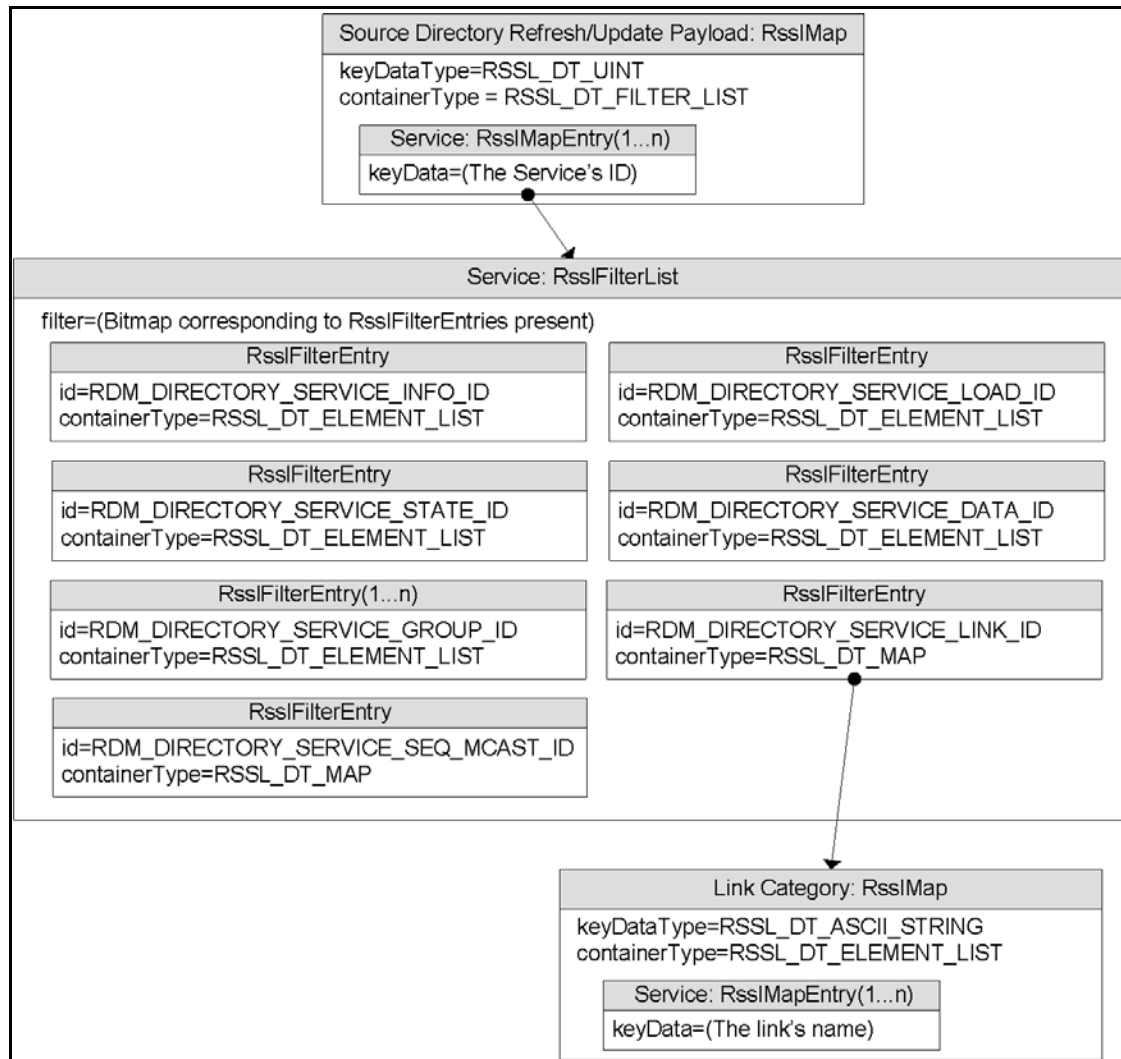 Source Directory Refresh/Update Payload: RsslMap
keyDataType=RSSL_DT_UINT
containerType = RSSL_DT_FILTER_LIST
Service: RsslMapEntry(1...n)
keyData=(The Service's ID)
Service: RsslFilterList
filter=(Bitmap corresponding to RsslFilterEntries present)
RsslFilterEntry
id=RDM_DIRECTORY_SERVICE_INFO_ID
containerType=RSSL_DT_ELEMENT_LIST
RsslFilterEntry
id=RDM_DIRECTORY_SERVICE_LOAD_ID
containerType=RSSL_DT_ELEMENT_LIST
RsslFilterEntry
id=RDM_DIRECTORY_SERVICE_STATE_ID
containerType=RSSL_DT_ELEMENT_LIST
RsslFilterEntry
id=RDM_DIRECTORY_SERVICE_DATA_ID
containerType=RSSL_DT_ELEMENT_LIST
RsslFilterEntry(1...n)
id=RDM_DIRECTORY_SERVICE_GROUP_ID
containerType=RSSL_DT_ELEMENT_LIST
RsslFilterEntry
id=RDM_DIRECTORY_SERVICE_LINK_ID
containerType=RSSL_DT_MAP
RsslFilterEntry
id=RDM_DIRECTORY_SERVICE_SEQ_MCAST_ID
containerType=RSSL_DT_MAP
Link Category: RsslMap
keyDataType=RSSL_DT_ASCII_STRING
containerType=RSSL_DT_ELEMENT_LIST
Service: RsslMapEntry(1...n)
keyData=(The link's name)